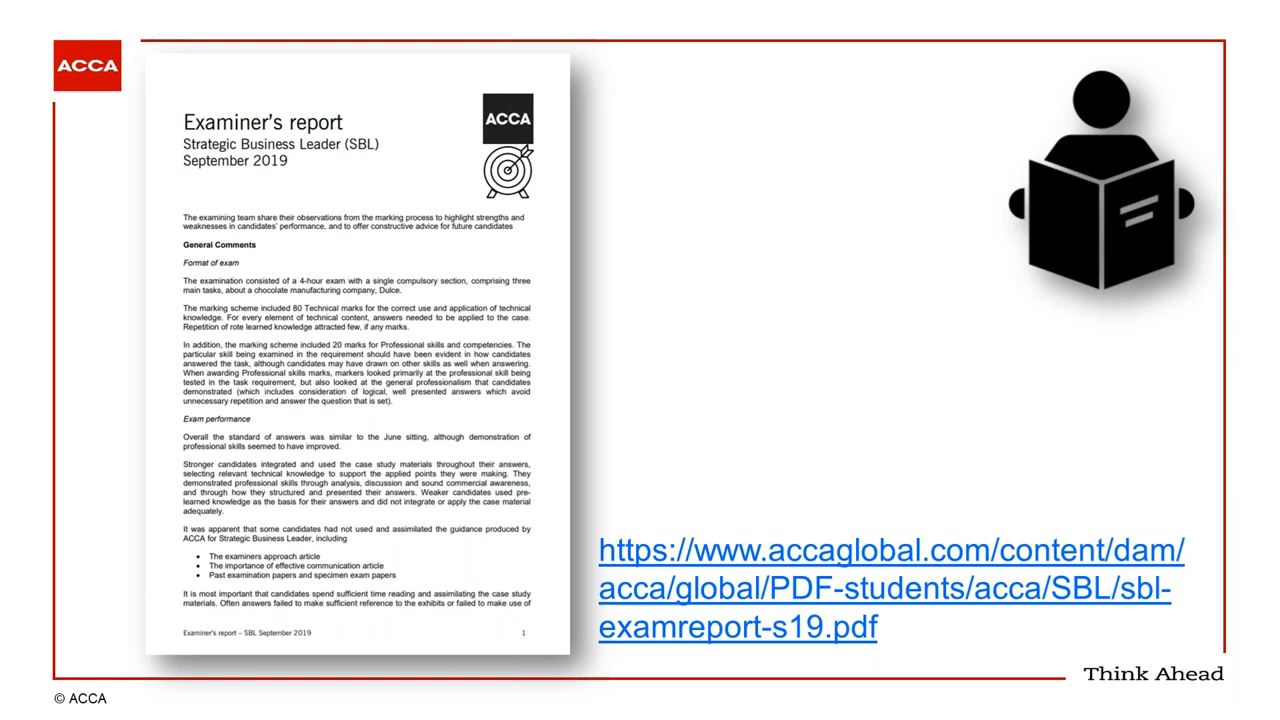 ACCA
Examiner's report
Strategic Business Leader (SBL)
September 2019
ACCA
The examining team share their observations from the marking process to highlight strengths and
weaknesses in candidates' performance, and to offer constructive advice for future candidates
General Comments
Format of exam
The examination consisted of a 4-hour exam with a single compulsory section, comprising three
main tasks, about a chocolate manufacturing company, Dulce.
The marking scheme included 80 Technical marks for the correct use and application of technical
knowledge. For every element of technical content, answers needed to be applied to the case.
Repetition of rote learned knowledge attracted few, if any marks.
In addition, the marking scheme included 20 marks for Professional skills and competencies. The
particular skill being examined in the requirement should have been evident in how candidates
answered the task, although candidates may have drawn on other skills as well when answering.
When awarding Professional skills marks, markers looked primarily at the professional skill being
tested in the task requirement, but also looked at the general professionalism that candidates
demonstrated (which includes consideration of logical, well presented answers which avoid
unnecessary repetition and answer the question that is set).
Exam performance
Overall the standard of answers was similar to the June sitting, although demonstration of
professional skills seemed to have improved.
Stronger candidates integrated and used the case study materials throughout their answers,
selecting relevant technical knowledge to support the applied points they were making. They
demonstrated professional skills through analysis, discussion and sound commercial awareness,
and through how they structured and presented their answers. Weaker candidates used pre-
learned knowledge as the basis for their answers and did not integrate or apply the case material
adequately.
It was apparent that some candidates had not used and assimilated the guidance produced by
ACCA for Strategic Business Leader, including
• The examiners approach article
• The importance of effective communication article
• Past examination papers and specimen exam papers
It is most important that candidates spend sufficient time reading and assimilating the case study
materials. Often answers failed to make sufficient reference to the exhibits or failed to make use of
Examiner's report – SBL September 2019
1
https://www.accaglobal.com/content/dam/
acca/global/PDF-students/acca/SBL/sbl-
examreport-s19.pdf
Think Ahead
© ACCA